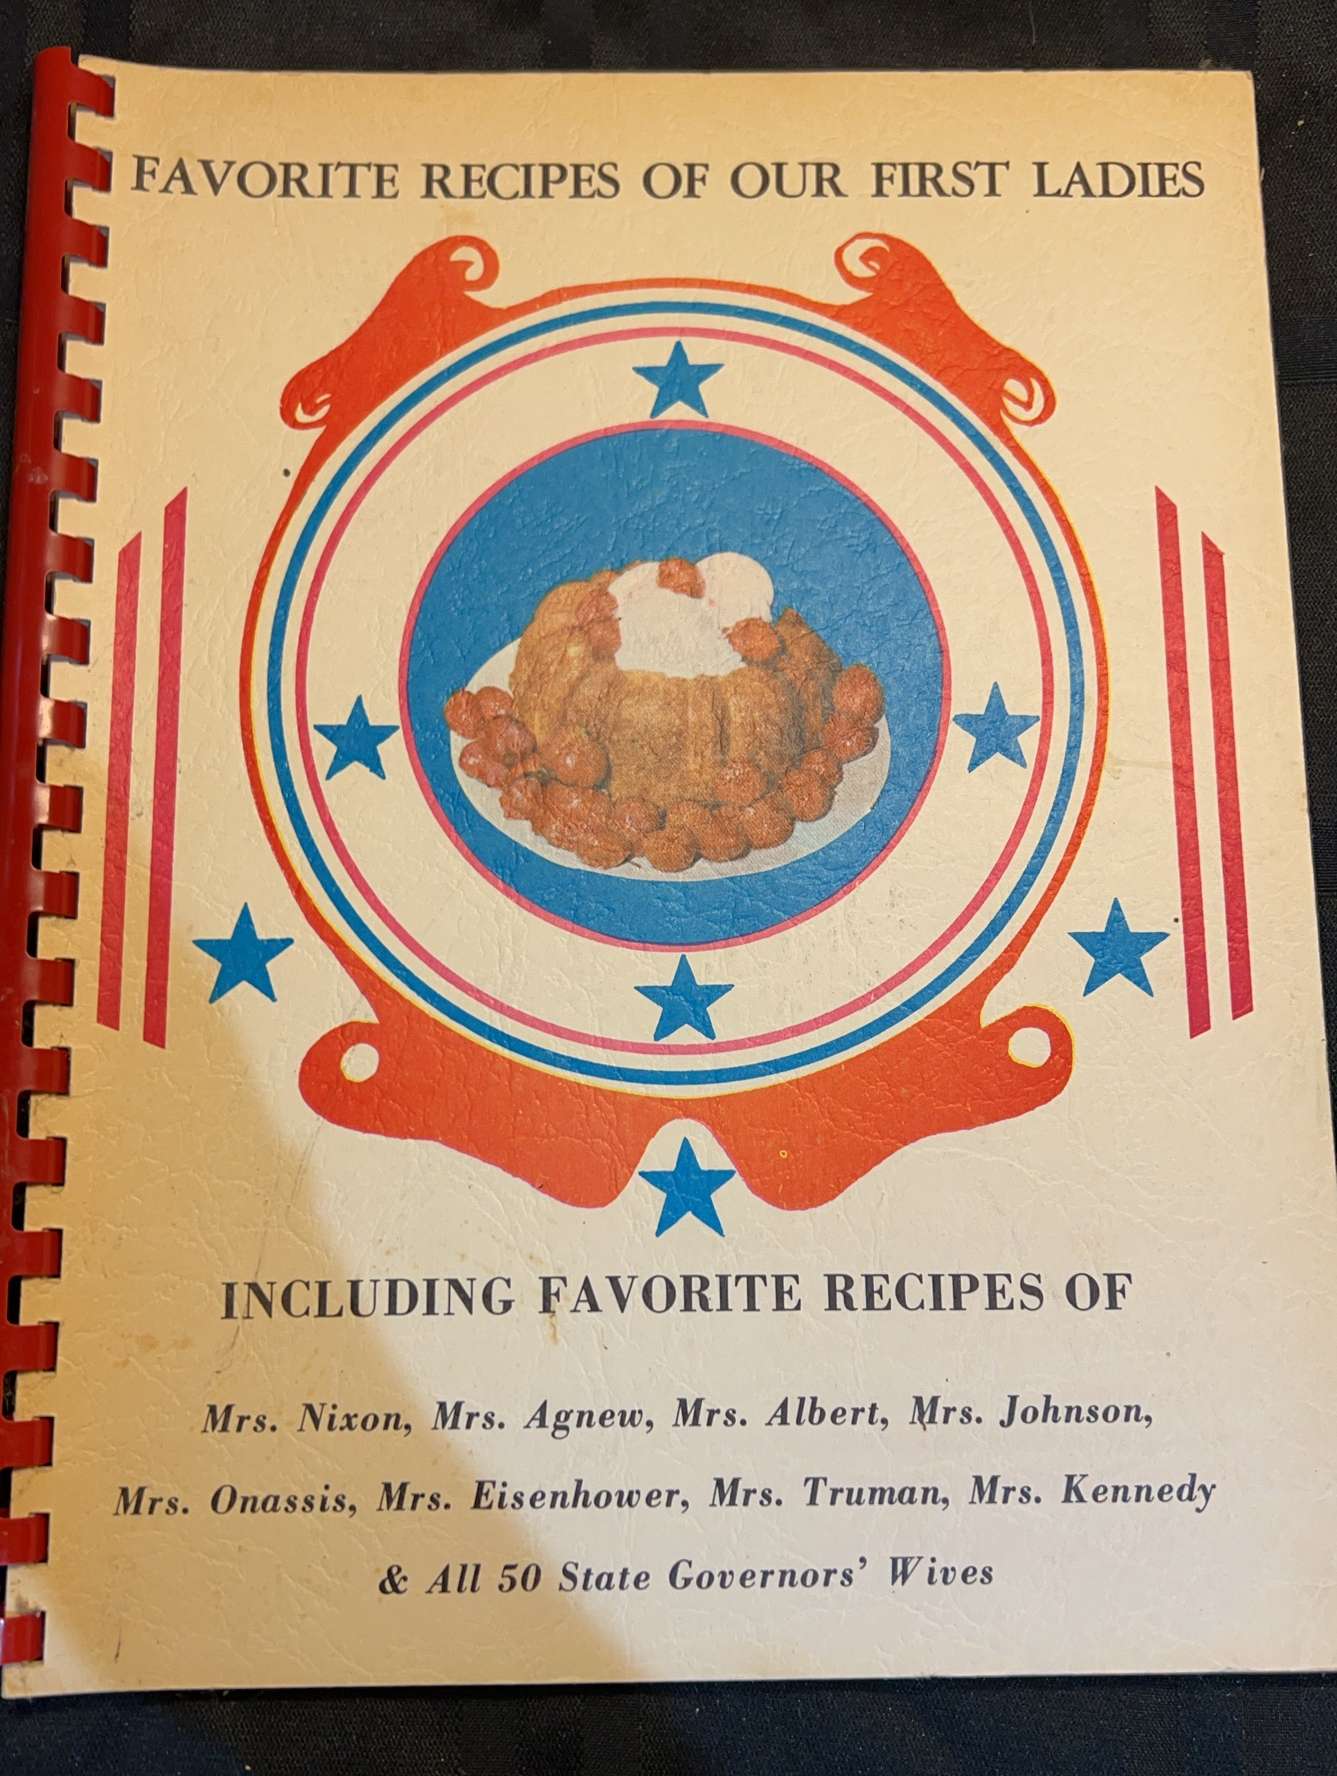 FAVORITE RECIPES OF OUR FIRST LADIES
INCLUDING FAVORITE RECIPES OF
Mrs. Nixon, Mrs. Agnew, Mrs. Albert, Mrs. Johnson,
Mrs. Onassis, Mrs. Eisenhower, Mrs. Truman, Mrs. Kennedy
& All 50 State Governors' Wives